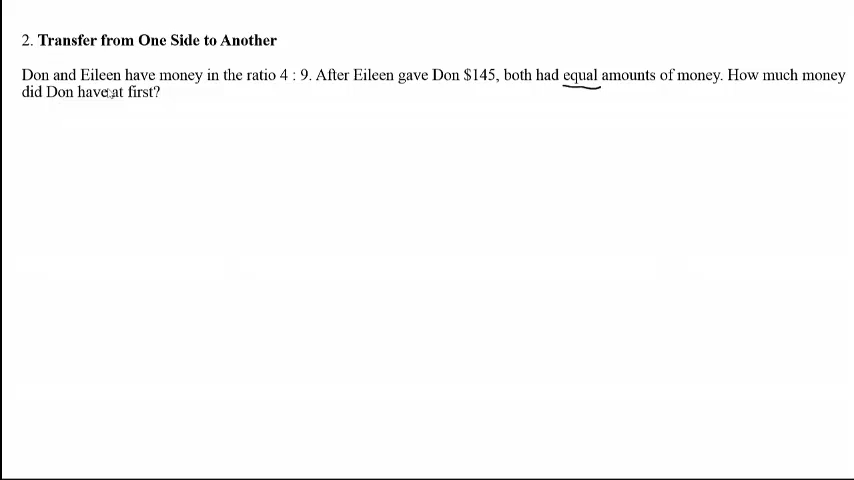 2. Transfer from One Side to Another
Don and Eileen have money in the ratio 4 : 9. After Eileen gave Don $145, both had equal amounts of money. How much money
did Don have at first?